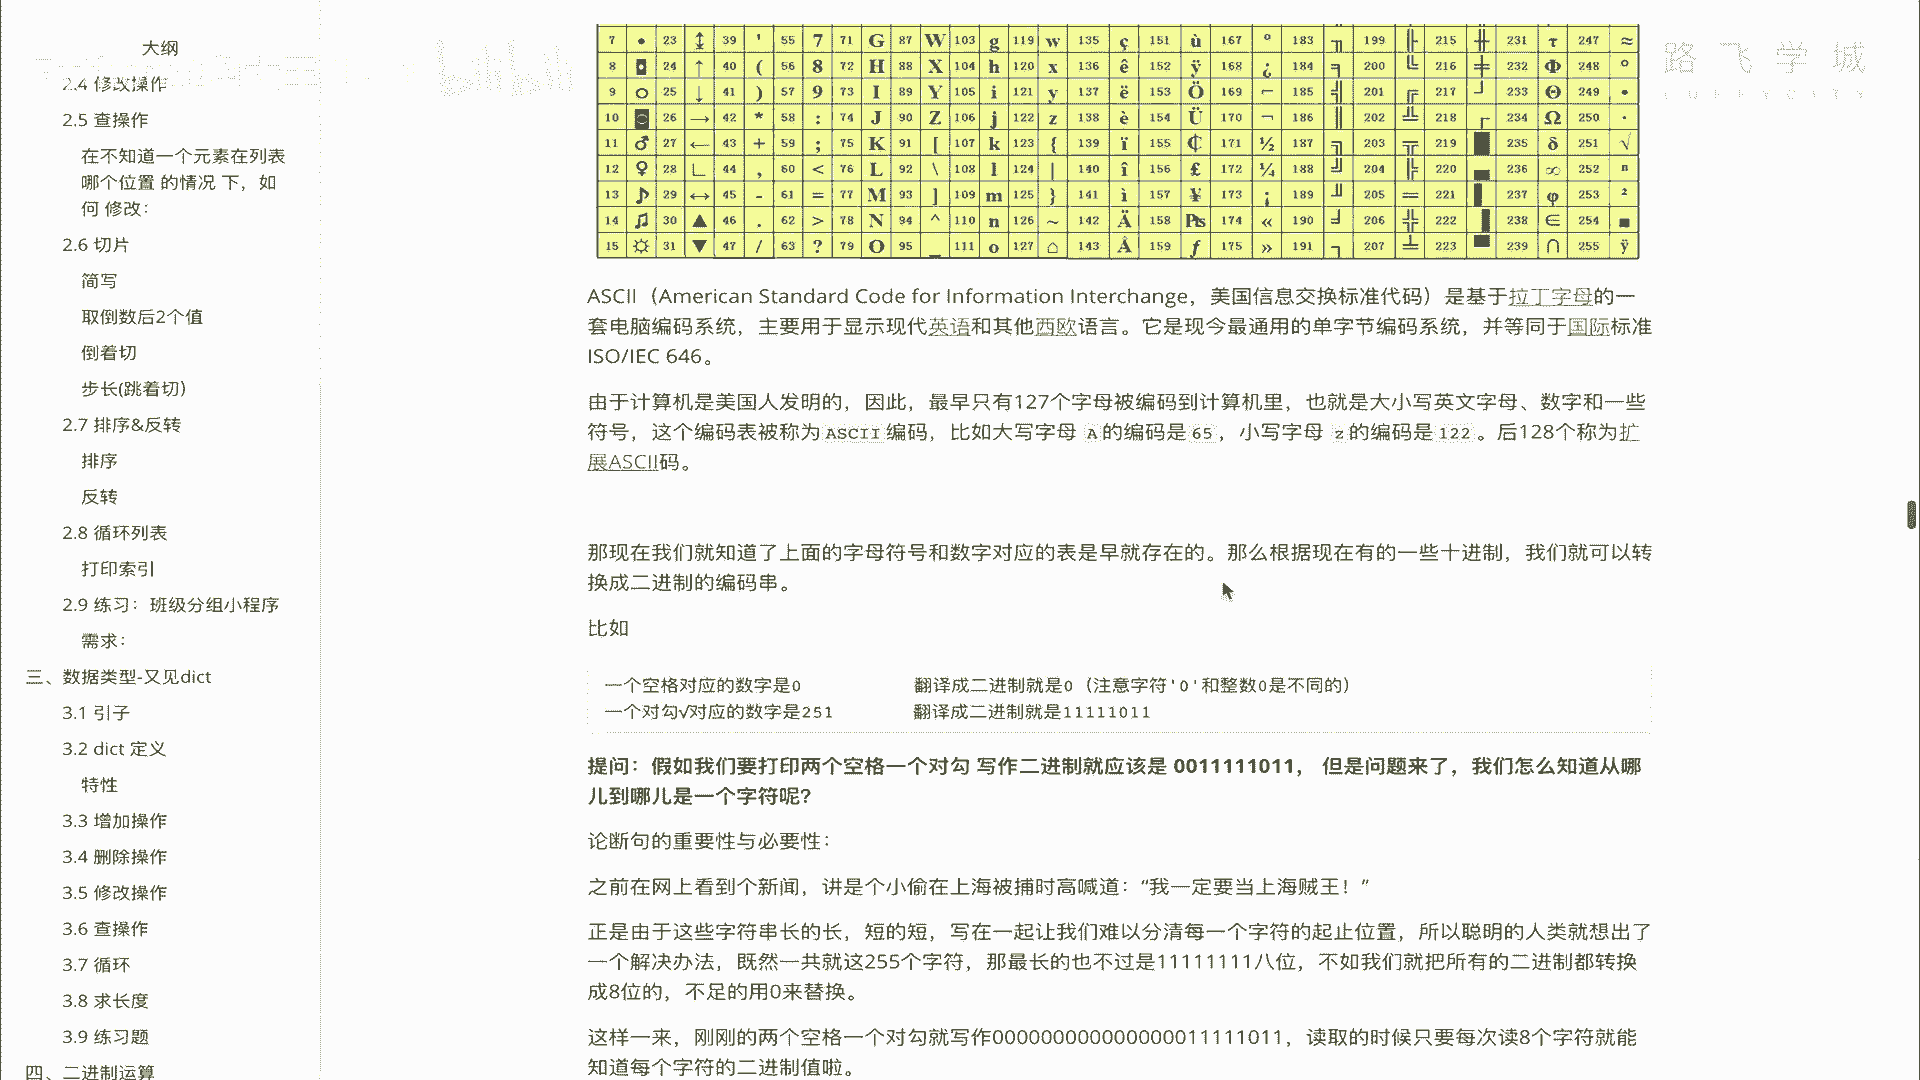 大纲
2.4 修改操作
2.5 查操作
在不知道一个元素在列表
哪个位置 的情况 下，如
何 修改：
2.6 切片
简写
取倒数后2个值
倒着切
步长(跳着切)
2.7 排序&反转
排序
反转
2.8 循环列表
打印索引
2.9 练习：班级分组小程序
需求：
三、数据类型-又见dict
3.1 引子
3.2 dict 定义
特性
3.3 增加操作
3.4 删除操作
3.5 修改操作
3.6 查操作
3.7 循环
3.8 求长度
3.9 练习题
四、二进制运算
路飞学城
7 • 23 ↨ 39 ' 55 7 71 G 87 W 103 g 119 w 135 ç 151 ù 167 º 183 ╖ 199 ╟ 215 ╫ 231 τ 247 ≈
8 ◘ 24 ↑ 40 ( 56 8 72 H 88 X 104 h 120 x 136 ê 152 ÿ 168 ¿ 184 ╕ 200 ╚ 216 ╪ 232 Φ 248 °
9 ○ 25 ↓ 41 ) 57 9 73 I 89 Y 105 i 121 y 137 ë 153 Ö 169 ⌐ 185 ╣ 201 ╔ 217 ┘ 233 Θ 249 •
10 ◙ 26 → 42 * 58 : 74 J 90 Z 106 j 122 z 138 è 154 Ü 170 ¬ 186 ║ 202 ╩ 218 ┌ 234 Ω 250 ·
11 ♂ 27 ← 43 + 59 ; 75 K 91 [ 107 k 123 { 139 ï 155 ₵ 171 ½ 187 ╗ 203 ╦ 219 █ 235 δ 251 √
12 ♀ 28 ∟ 44 , 60 < 76 L 92 \ 108 l 124 | 140 î 156 £ 172 ¼ 188 ╝ 204 ╠ 220 ▄ 236 ∞ 252 ⁿ
13 ♪ 29 ↔ 45 - 61 = 77 M 93 ] 109 m 125 } 141 ì 157 ¥ 173 ¡ 189 ╜ 205 ═ 221 ▌ 237 φ 253 ²
14 ♫ 30 ▲ 46 . 62 > 78 N 94 ^ 110 n 126 ~ 142 Ä 158 ₧ 174 « 190 ╛ 206 ╬ 222 ▐ 238 ∈ 254 ■
15 ☼ 31 ▼ 47 / 63 ? 79 O 95 _ 111 o 127 ⌂ 143 Å 159 ƒ 175 » 191 ┐ 207 ╧ 223 ▀ 239 ∩ 255 ÿ
ASCII（American Standard Code for Information Interchange，美国信息交换标准代码）是基于拉丁字母的一
套电脑编码系统，主要用于显示现代英语和其他西欧语言。它是现今最通用的单字节编码系统，并等同于国际标准
ISO/IEC 646。
由于计算机是美国人发明的，因此，最早只有127个字母被编码到计算机里，也就是大小写英文字母、数字和一些
符号，这个编码表被称为 ASCII 编码，比如大写字母 A 的编码是 65，小写字母 z 的编码是 122。后128个称为扩
展ASCII码。
那现在我们就知道了上面的字母符号和数字对应的表是早就存在的。那么根据现在有的一些十进制，我们就可以转
换成二进制的编码串。
比如
一个空格对应的数字是0 翻译成二进制就是0（注意字符'0'和整数0是不同的）
一个对勾√对应的数字是251 翻译成二进制就是11111011
提问：假如我们要打印两个空格一个对勾 写作二进制就应该是 0011111011， 但是问题来了，我们怎么知道从哪
儿到哪儿是一个字符呢?
论断句的重要性与必要性：
之前在网上看到个新闻，讲是个小偷在上海被捕时高喊道：“我一定要当上海贼王！”
正是由于这些字符串长的长，短的短，写在一起让我们难以分清每一个字符的起止位置，所以聪明的人类就想出了
一个解决办法，既然一共就这255个字符，那最长的也不过是11111111八位，不如我们就把所有的二进制都转换
成8位的，不足的用0来替换。
这样一来，刚刚的两个空格一个对勾就写作000000000000000011111011，读取的时候只要每次读8个字符就能
知道每个字符的二进制值啦。